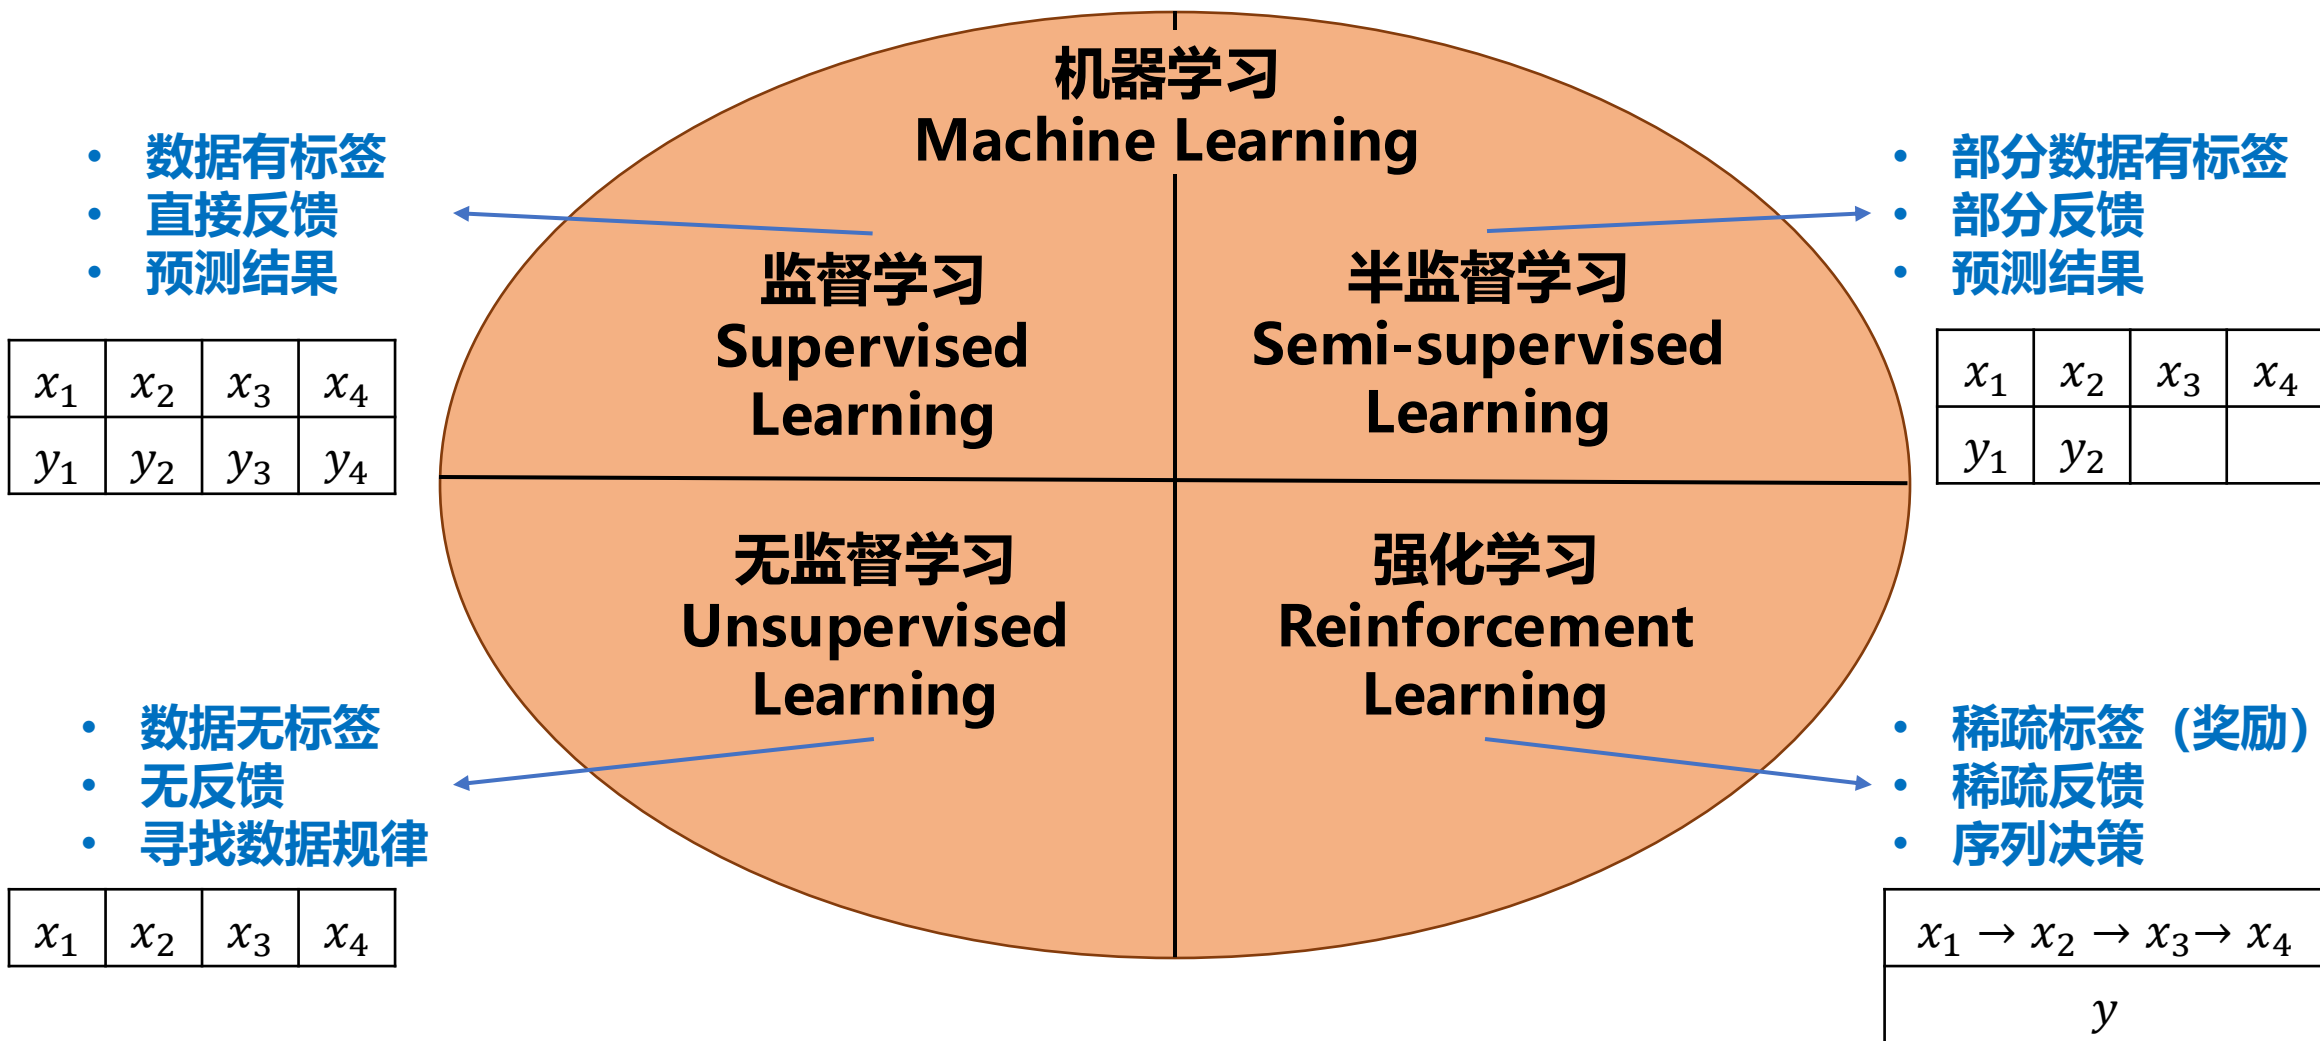 机器学习
Machine Learning
• 数据有标签
• 直接反馈
• 预测结果
x₁ x₂ x₃ x₄
y₁ y₂ y₃ y₄
监督学习
Supervised
Learning
半监督学习
Semi-supervised
Learning
• 部分数据有标签
• 部分反馈
• 预测结果
x₁ x₂ x₃ x₄
y₁ y₂
无监督学习
Unsupervised
Learning
• 数据无标签
• 无反馈
• 寻找数据规律
x₁ x₂ x₃ x₄
强化学习
Reinforcement
Learning
• 稀疏标签（奖励）
• 稀疏反馈
• 序列决策
x₁ → x₂ → x₃→ x₄
y